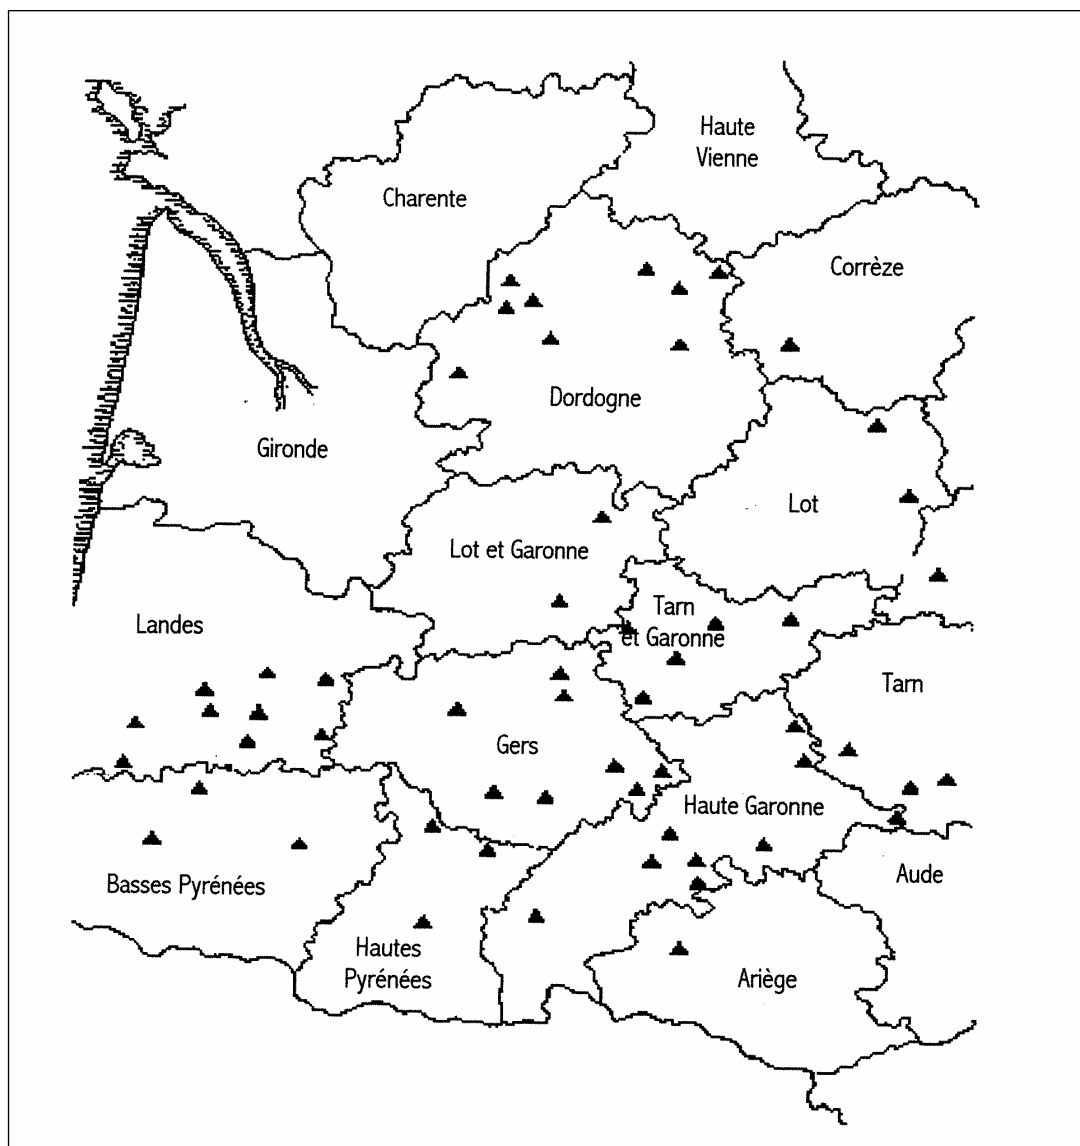 Haute
Vienne
Charente
Corrèze
Dordogne
Gironde
Lot
Lot et Garonne
Tarn
et Garonne
Landes
Tarn
Gers
Haute Garonne
Aude
Basses Pyrénées
Hautes
Pyrénées
Ariège